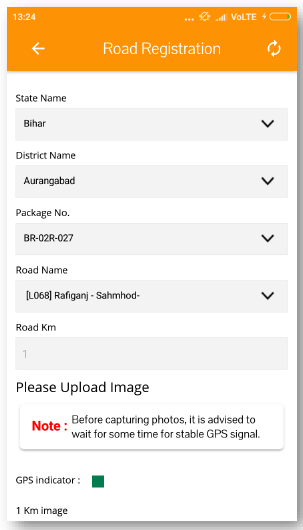 13:24
... VoLTE
Road Registration
State Name
Bihar
District Name
Aurangabad
Package No.
BR-02R-027
Road Name
[L068] Rafiganj - Sahmhod-
Road Km
1
Please Upload Image
Note : Before capturing photos, it is advised to
wait for some time for stable GPS signal.
GPS indicator :
1 Km image